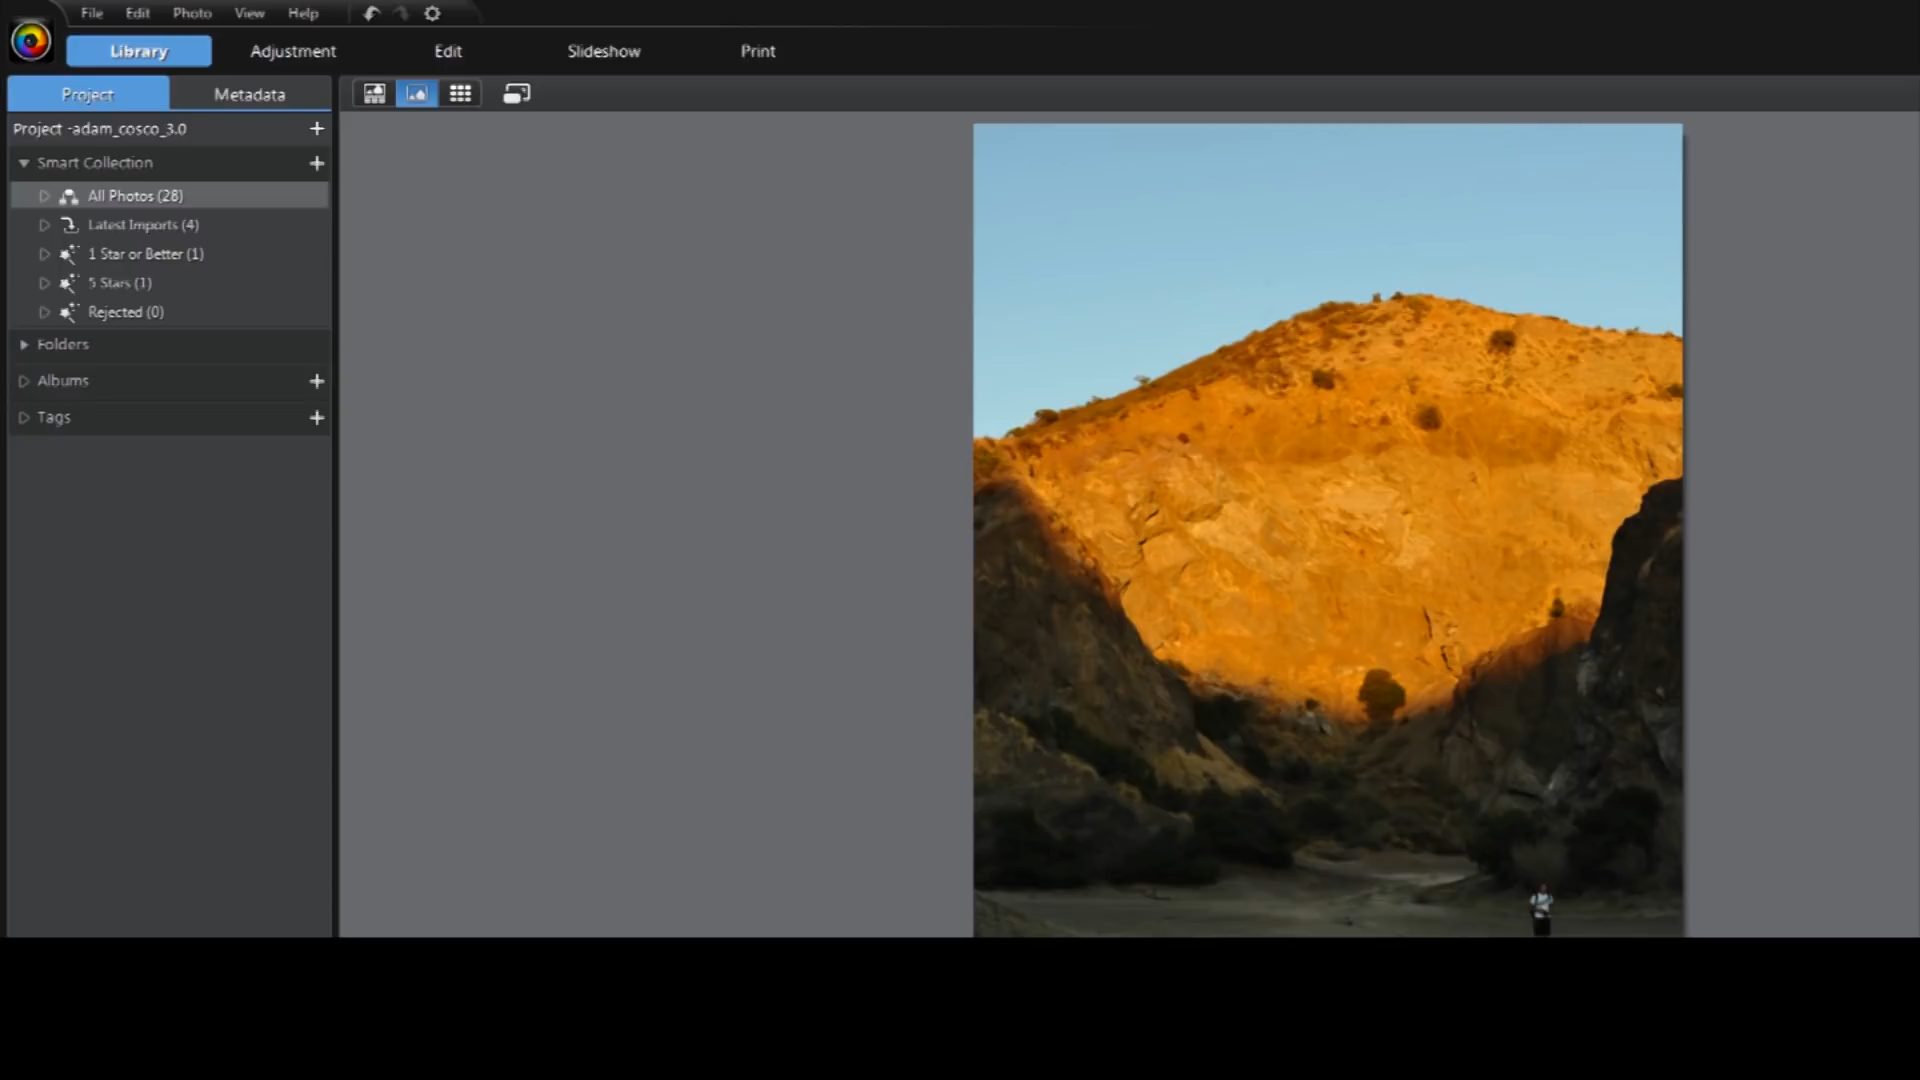 File Edit Photo View Help
Library Adjustment Edit Slideshow Print
Project Metadata
Project -adam_cosco_3.0
Smart Collection
All Photos (28)
Latest Imports (4)
1 Star or Better (1)
5 Stars (1)
Rejected (0)
Folders
Albums
Tags